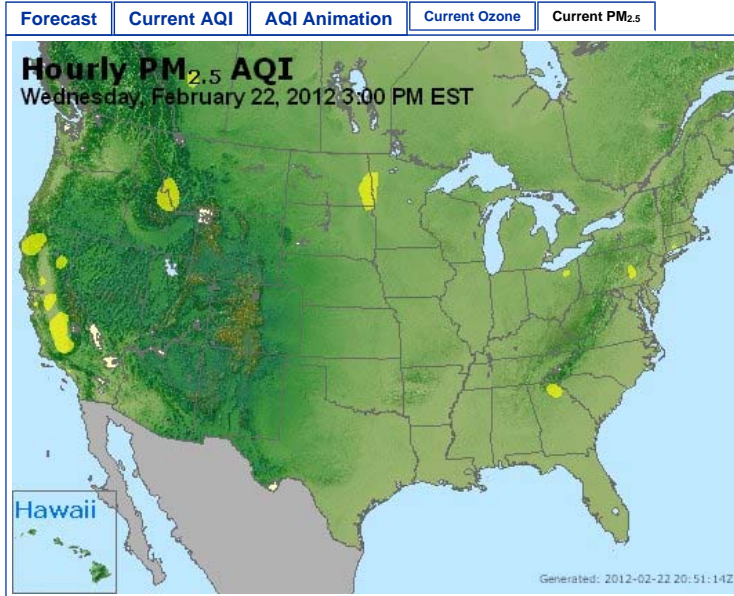 Forecast Current AQI AQI Animation Current Ozone Current PM2.5
Hourly PM2.5 AQI
Wednesday, February 22, 2012 3:00 PM EST
Hawaii
Generated: 2012-02-22 20:51:14Z